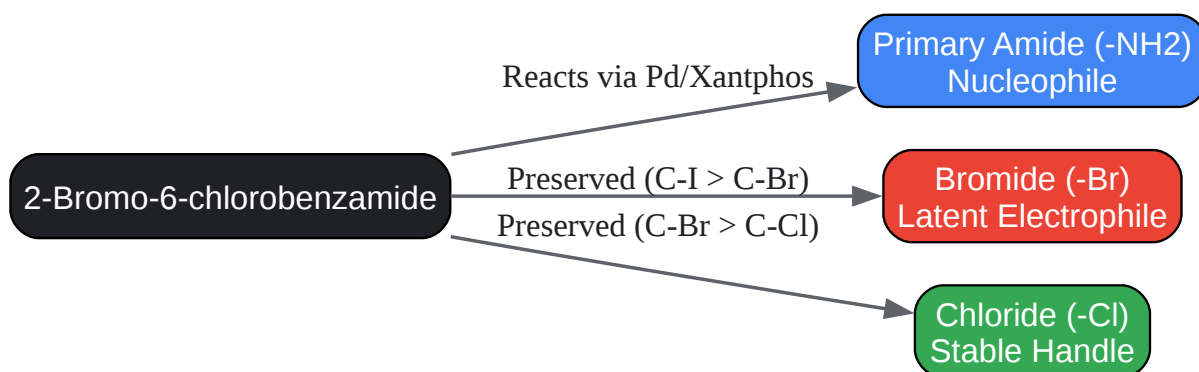 Primary Amide (-NH2)
Nucleophile
Reacts via Pd/Xantphos
2-Bromo-6-chlorobenzamide
Preserved (C-I > C-Br)
Bromide (-Br)
Latent Electrophile
Preserved (C-Br > C-Cl)
Chloride (-Cl)
Stable Handle